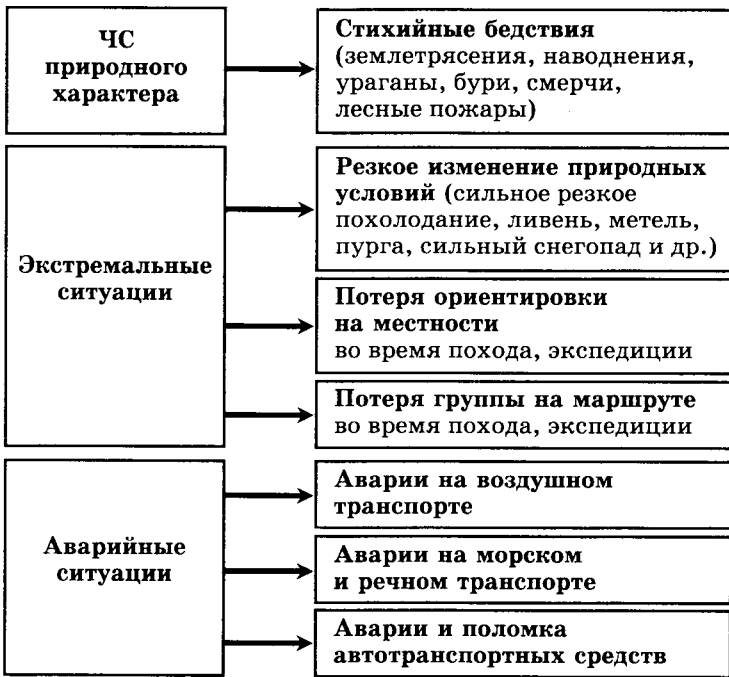 ЧС
природного
характера
Стихийные бедствия
(землетрясения, наводнения,
ураганы, бури, смерчи,
лесные пожары)
Экстремальные
ситуации
Резкое изменение природных
условий (сильное резкое
похолодание, ливень, метель,
пурга, сильный снегопад и др.)
Потеря ориентировки
на местности
во время похода, экспедиции
Потеря группы на маршруте
во время похода, экспедиции
Аварийные
ситуации
Аварии на воздушном
транспорте
Аварии на морском
и речном транспорте
Аварии и поломка
автотранспортных средств